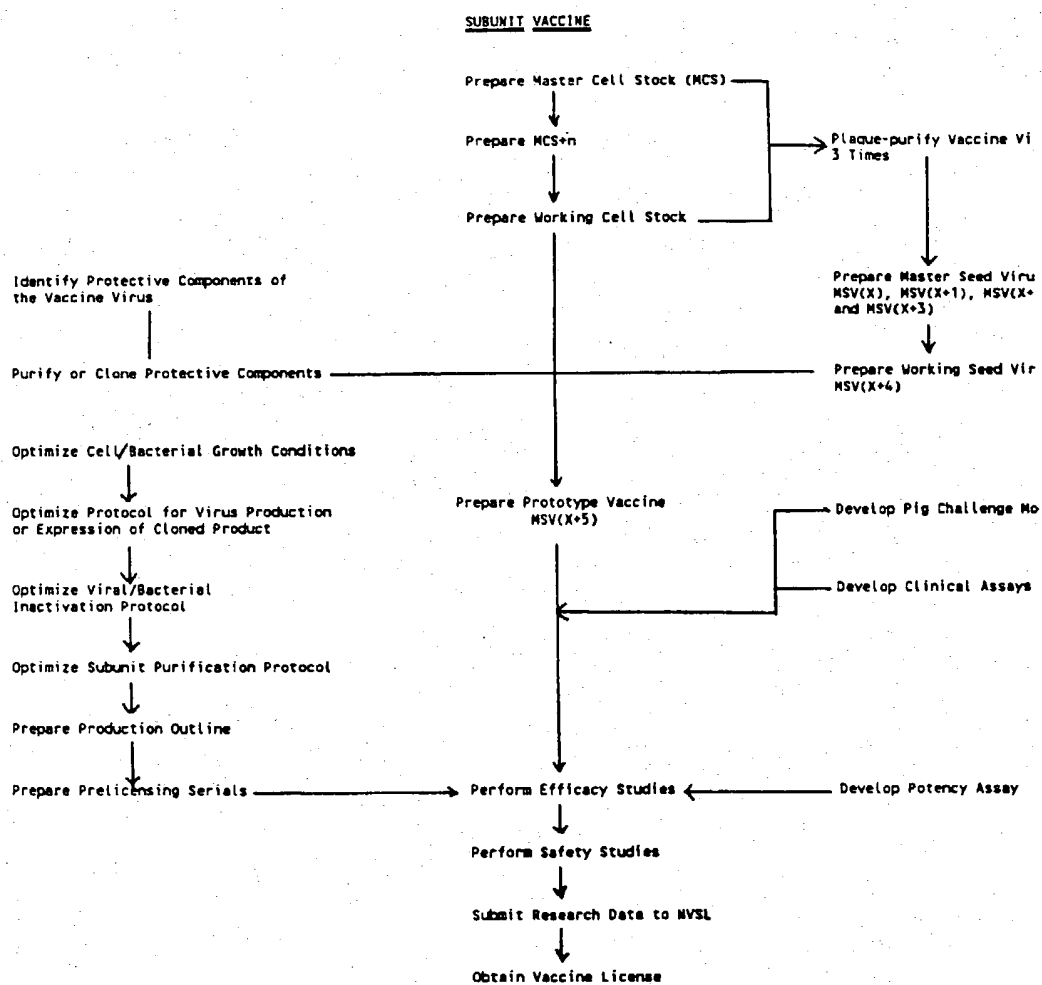 SUBUNIT VACCINE
Prepare Master Cell Stock (MCS)
Prepare MCS+n
Plaque-purify Vaccine Vi
3 Times
Prepare Working Cell Stock
Identify Protective Components of
the Vaccine Virus
Prepare Master Seed Viru
MSV(X), MSV(X+1), MSV(X+
and MSV(X+3)
Purify or Clone Protective Components
Prepare Working Seed Vir
MSV(X+4)
Optimize Cell/Bacterial Growth Conditions
Prepare Prototype Vaccine
MSV(X+5)
Optimize Protocol for Virus Production
or Expression of Cloned Product
Develop Pig Challenge Mo
Optimize Viral/Bacterial
Inactivation Protocol
Develop Clinical Assays
Optimize Subunit Purification Protocol
Prepare Production Outline
Prepare Prelicensing Serials
Perform Efficacy Studies
Develop Potency Assay
Perform Safety Studies
Submit Research Data to NVSL
Obtain Vaccine License